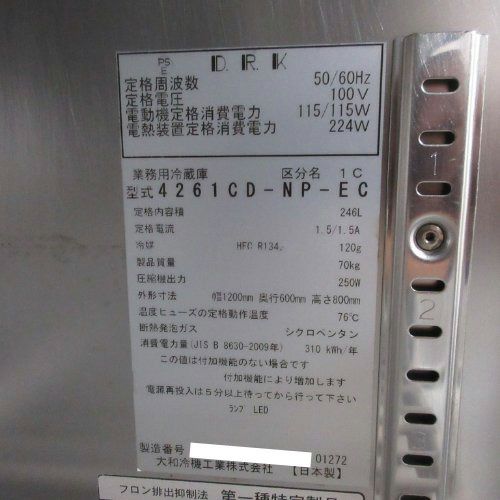 PS
E
D.R.K
定格周波数 50/60Hz
定格電圧 100V
電動機定格消費電力 115/115W
電熱装置定格消費電力 224W
業務用冷蔵庫 区分名 1C
型式 4261CD-NP-EC
定格内容積 246L
定格電流 1.5/1.5A
冷媒 HFC R134a 120g
製品質量 70kg
圧縮機出力 250W
外形寸法 幅1200mm 奥行600mm 高さ800mm
温度ヒューズの定格動作温度 76℃
断熱発泡ガス シクロペンタン
消費電力量(JIS B 8630-2009年) 310 kWh/年
この値は付加機能のない場合です
付加機能により増加します
電源再投入は5分以上待ってから行って下さい
ランプ LED
製造番号 01272
大和冷機工業株式会社 【日本製】
フロン排出抑制法 第一種特定製品
1
2